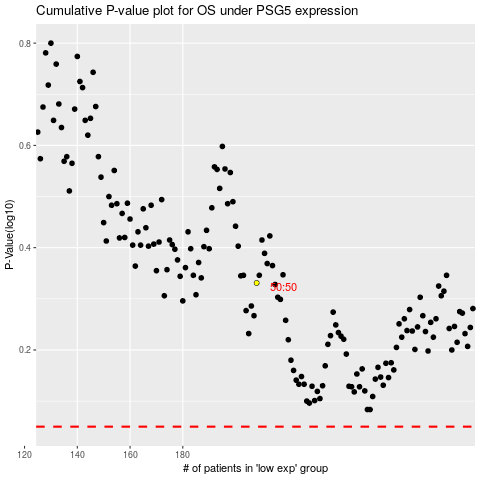 Cumulative P-value plot for OS under PSG5 expression
P-Value(log10)
0.8
0.6
0.4
0.2
50:50
120 140 160 180
# of patients in 'low exp' group